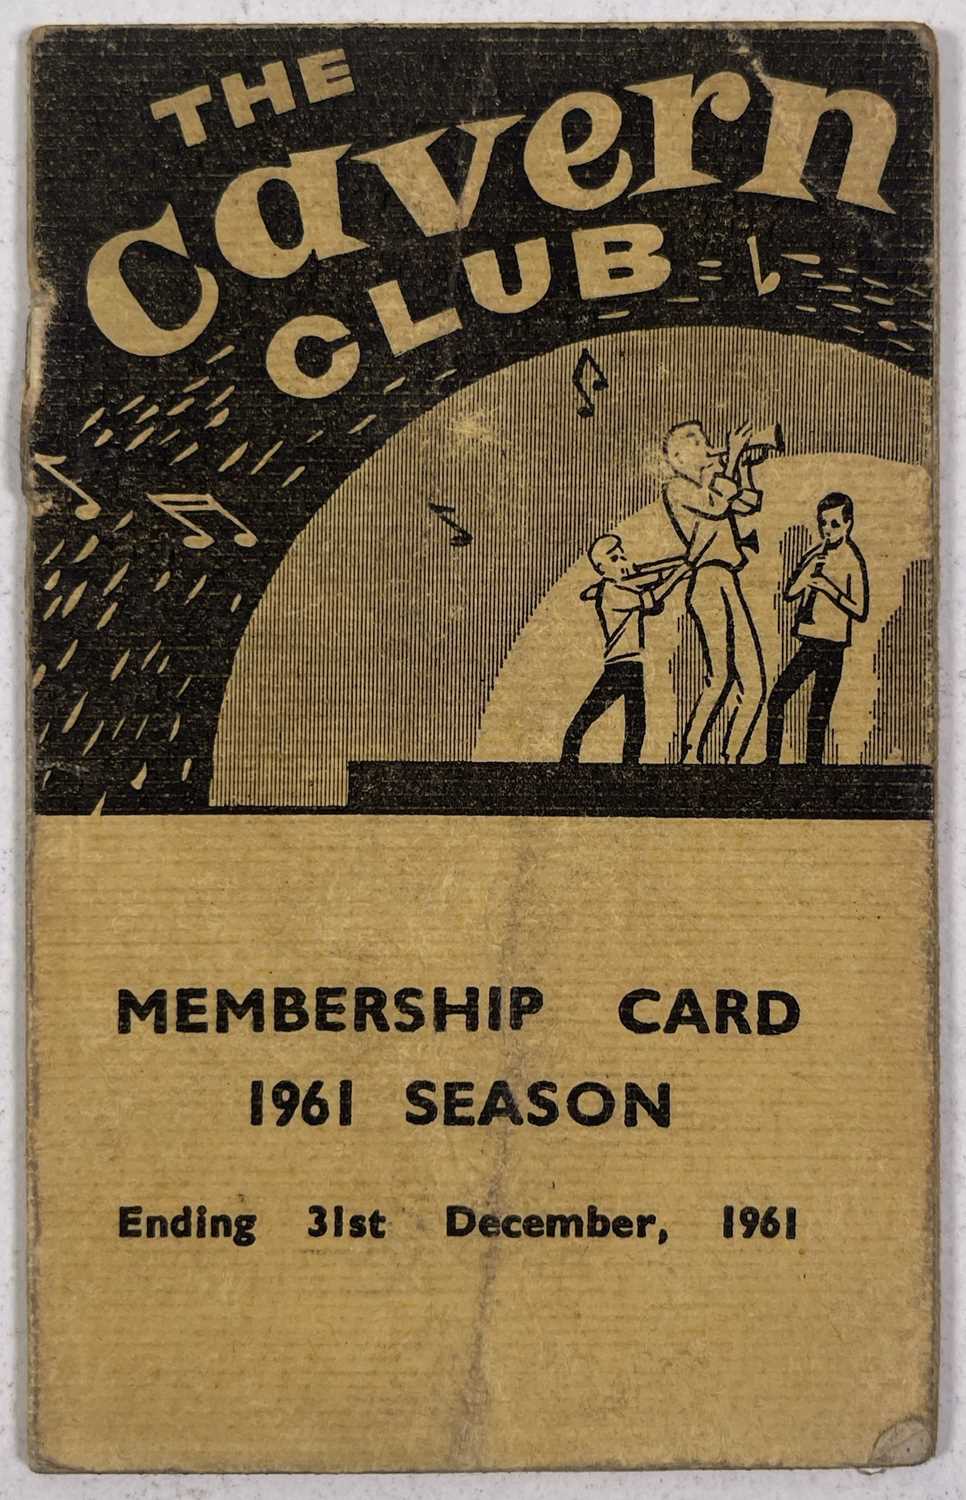 THE
Cavern
CLUB
MEMBERSHIP CARD
1961 SEASON
Ending 31st December, 1961